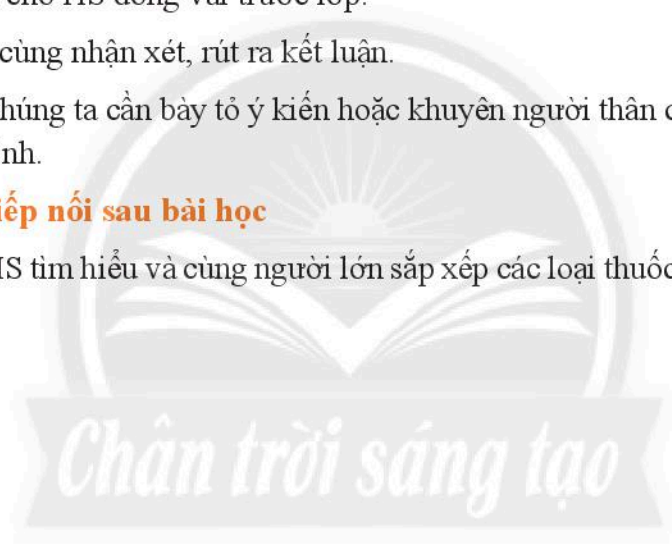 cho HS đóng vai trước lớp.
cùng nhận xét, rút ra kết luận.
húng ta cần bày tỏ ý kiến hoặc khuyên người thân c
nh.
iếp nối sau bài học
HS tìm hiểu và cùng người lớn sắp xếp các loại thuốc
Chân trời sáng tạo